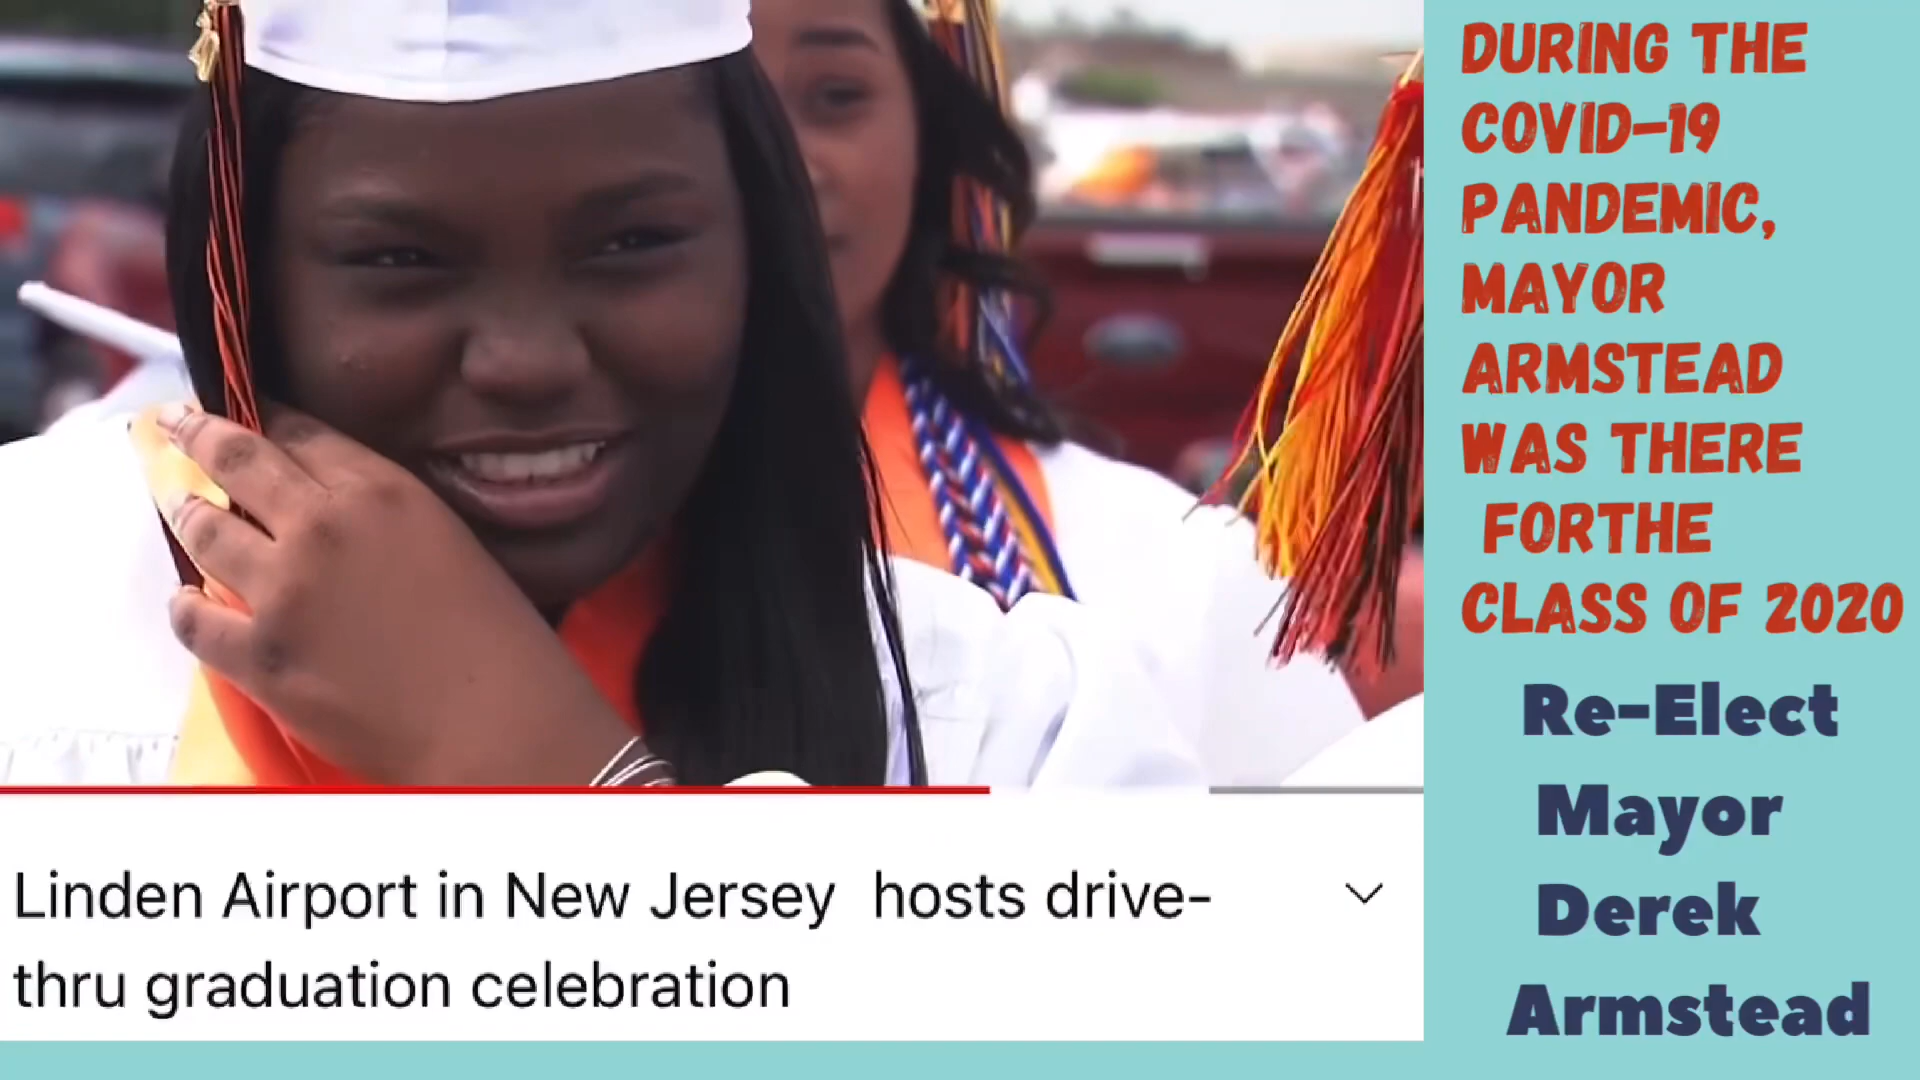 DURING THE
COVID-19
PANDEMIC,
MAYOR
ARMSTEAD
WAS THERE
FORTHE
CLASS OF 2020
Re-Elect
Mayor
Derek
Armstead
Linden Airport in New Jersey hosts drive-
thru graduation celebration